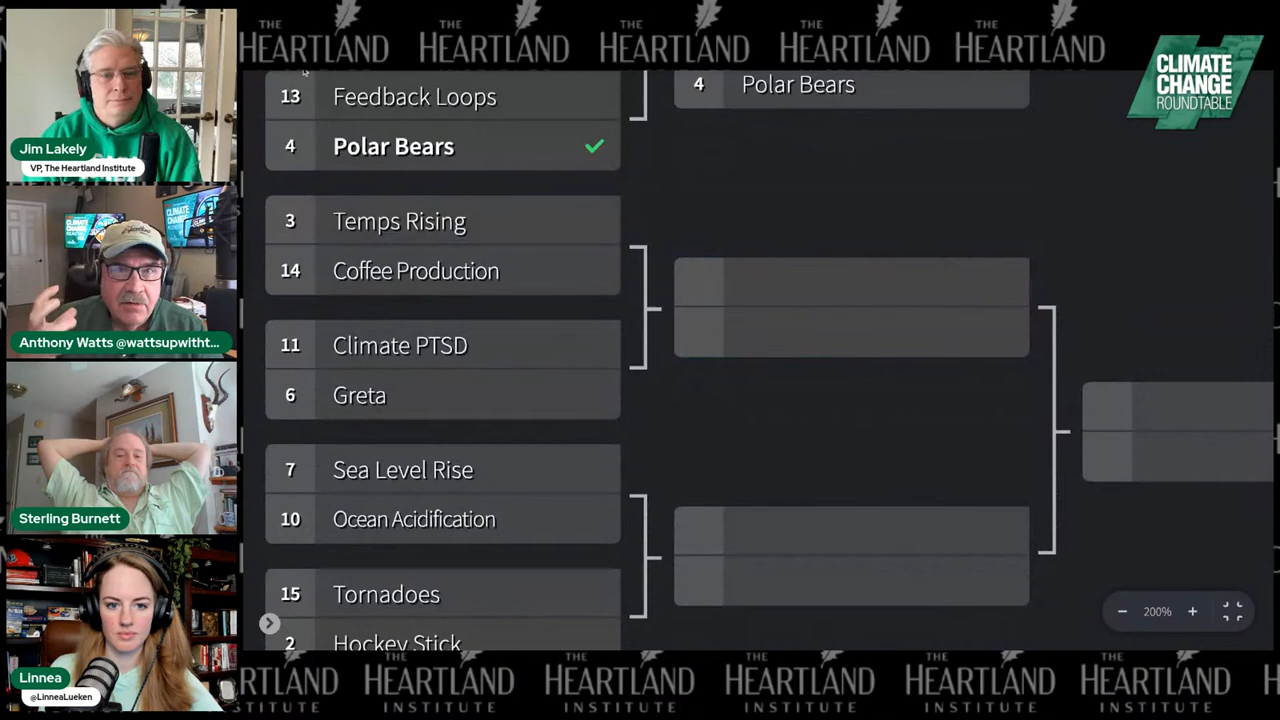 THE HEARTLAND THE HEARTLAND THE HEARTLAND THE HEARTLAND THE HEARTLAND
CLIMATE
CHANGE
ROUNDTABLE
Jim Lakely
VP, The Heartland Institute
Anthony Watts @wattsupwitht...
Sterling Burnett
Linnea
@LinneaLueken
13 Feedback Loops
4 Polar Bears
4 Polar Bears
3 Temps Rising
14 Coffee Production
11 Climate PTSD
6 Greta
7 Sea Level Rise
10 Ocean Acidification
15 Tornadoes
2 Hockey Stick
200%
THE THE THE THE THE
HEARTLAND HEARTLAND HEARTLAND HEARTLAND HEARTLAND
INSTITUTE INSTITUTE INSTITUTE INSTITUTE INSTITUTE